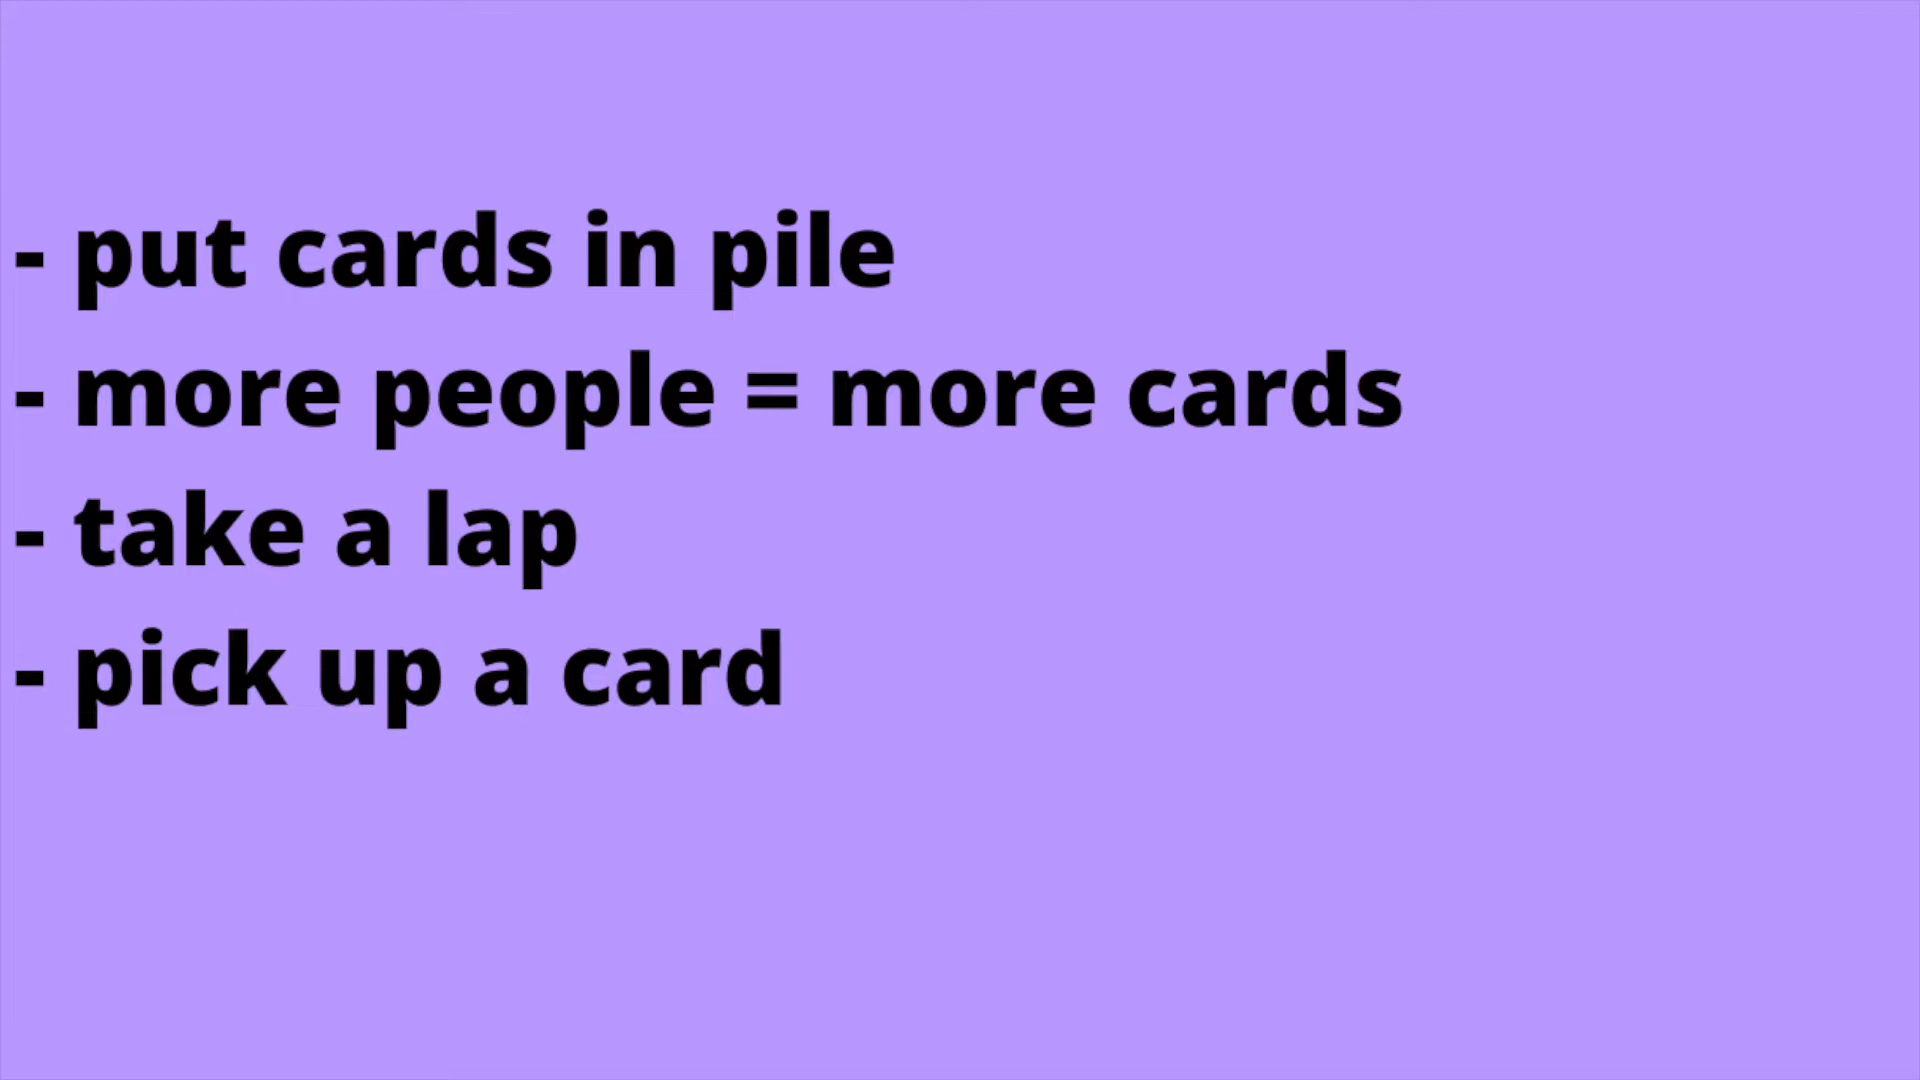 - put cards in pile
- more people = more cards
- take a lap
- pick up a card